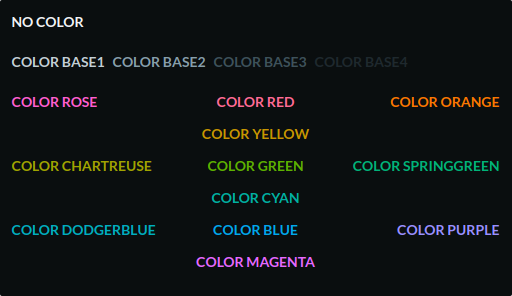 NO COLOR
COLOR BASE1 COLOR BASE2 COLOR BASE3 COLOR BASE4
COLOR ROSE COLOR RED COLOR ORANGE
COLOR YELLOW
COLOR CHARTREUSE COLOR GREEN COLOR SPRINGGREEN
COLOR CYAN
COLOR DODGERBLUE COLOR BLUE COLOR PURPLE
COLOR MAGENTA